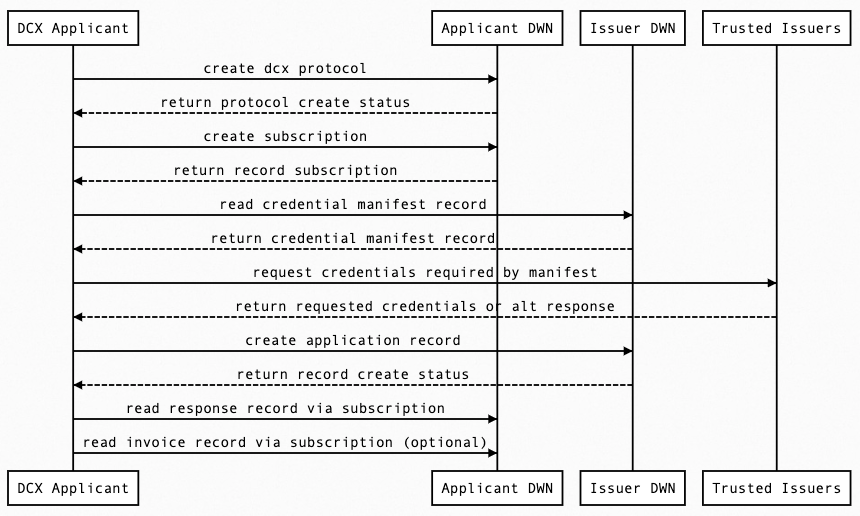 DCX Applicant
Applicant DWN
Issuer DWN
Trusted Issuers
create dcx protocol
return protocol create status
create subscription
return record subscription
read credential manifest record
return credential manifest record
request credentials required by manifest
return requested credentials or alt response
create application record
return record create status
read response record via subscription
read invoice record via subscription (optional)
DCX Applicant
Applicant DWN
Issuer DWN
Trusted Issuers